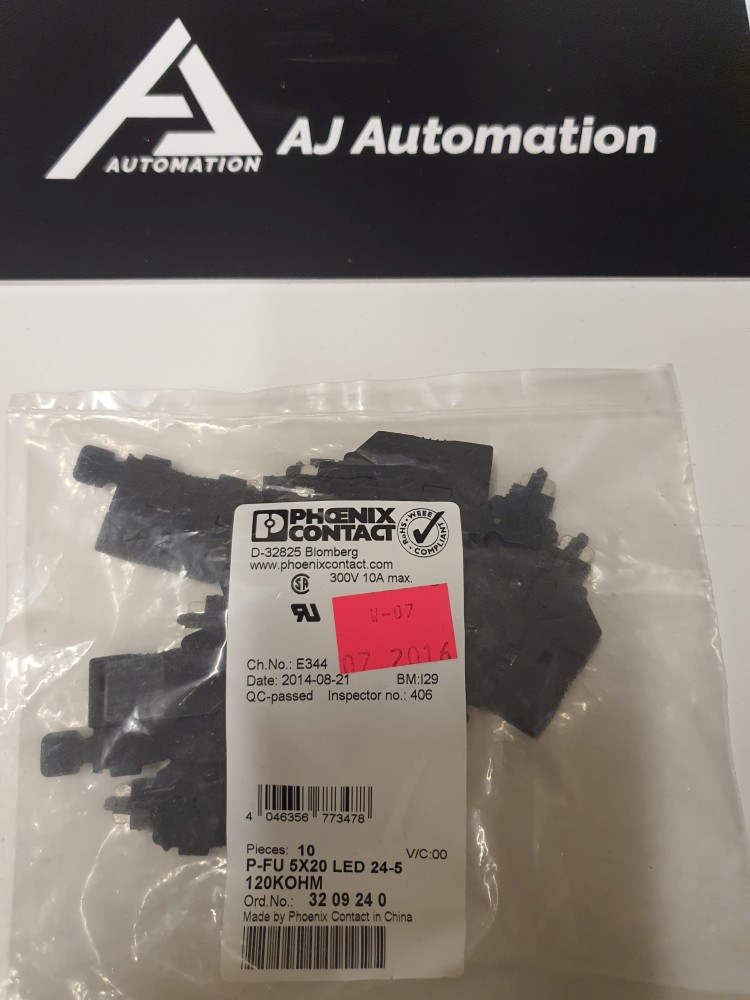 AUTOMATION
AJ Automation
PHŒNIX
CONTACT
RoHS · WEEE
COMPLIANT
D-32825 Blomberg
www.phoenixcontact.com
300V 10A max.
W-07
07 2016
Ch.No.: E344
Date: 2014-08-21 BM:I29
QC-passed Inspector no.: 406
4 046356 773478
Pieces: 10 V/C:00
P-FU 5X20 LED 24-5
120KOHM
Ord.No.: 32 09 24 0
Made by Phoenix Contact in China